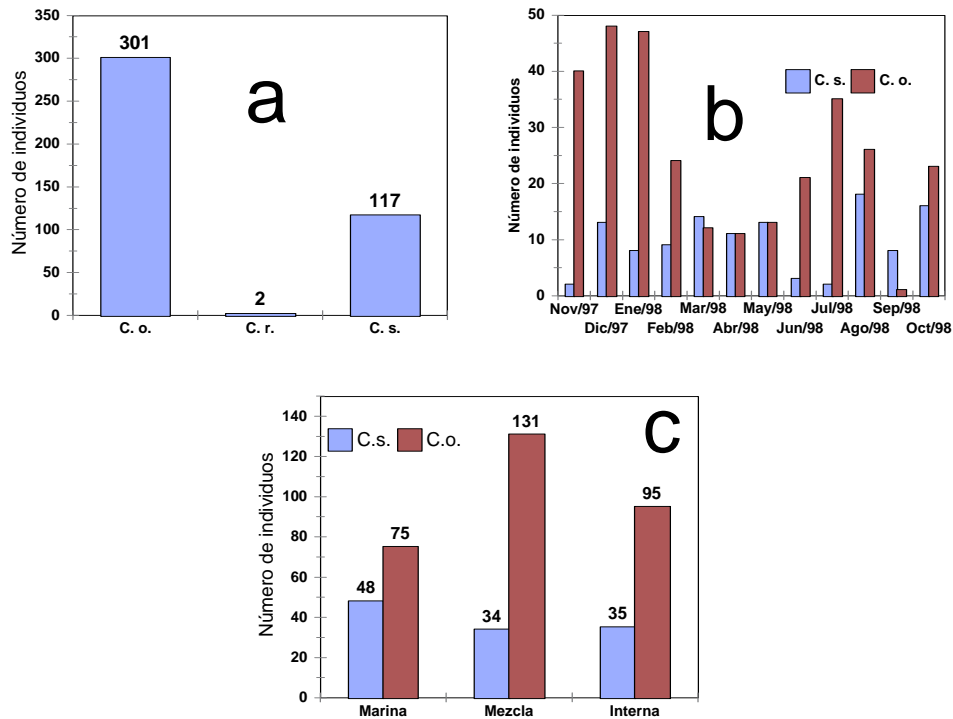 a
Número de individuos
350
300
250
200
150
100
50
0
301
2
117
C. o.
C. r.
C. s.
b
Número de individuos
50
40
30
20
10
0
C. s.
C. o.
Nov/97
Ene/98
Mar/98
May/98
Jul/98
Sep/98
Dic/97
Feb/98
Abr/98
Jun/98
Ago/98
Oct/98
c
Número de individuos
140
120
100
80
60
40
20
0
C.s.
C.o.
48
75
34
131
35
95
Marina
Mezcla
Interna